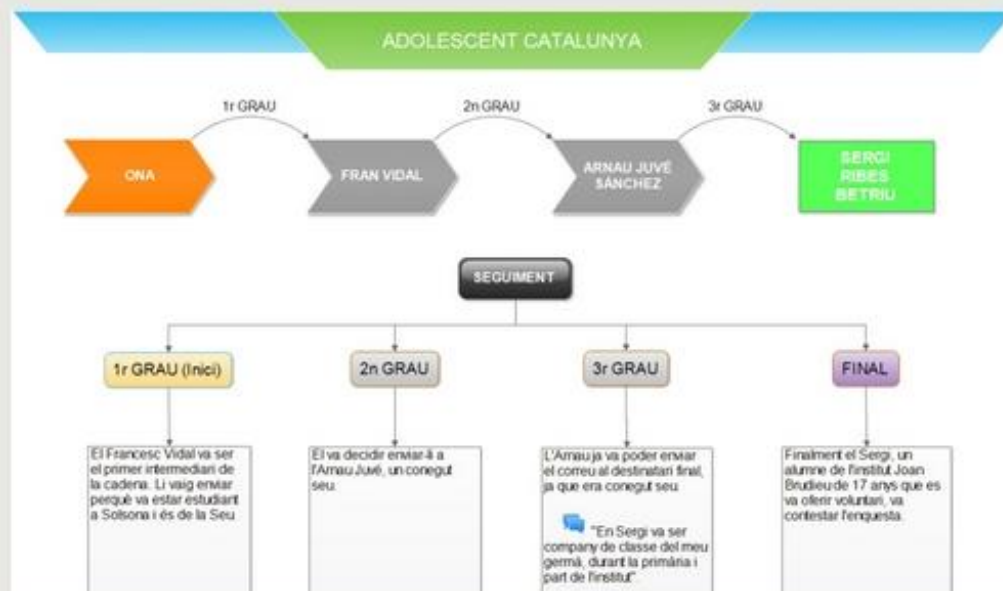 ADOLESCENT CATALUNYA
1r GRAU
2n GRAU
3r GRAU
ONA
FRAN VIDAL
ARNAU JUVÉ
SÁNCHEZ
SERGI
RIBES
BETRIU
SEGUIMENT
1r GRAU (Inici)
2n GRAU
3r GRAU
FINAL
El Francesc Vidal va ser
el primer intermediari de
la cadena. Li vaig enviar
perquè va estar estudiant
a Solsona i és de la Seu
El va decidir enviar-à a
l'Arnau Juvé, un conegut
seu.
L'Arnau ja va poder enviar
el correu al destinatari final,
ja que era conegut seu.
"En Sergi va ser
company de classe del meu
germà, durant la primària i
part de l'institut"
Finalment el Sergi, un
alumne de l'institut Joan
Brudieu de 17 anys que es
va oferir voluntari, va
contestar l'enquesta.